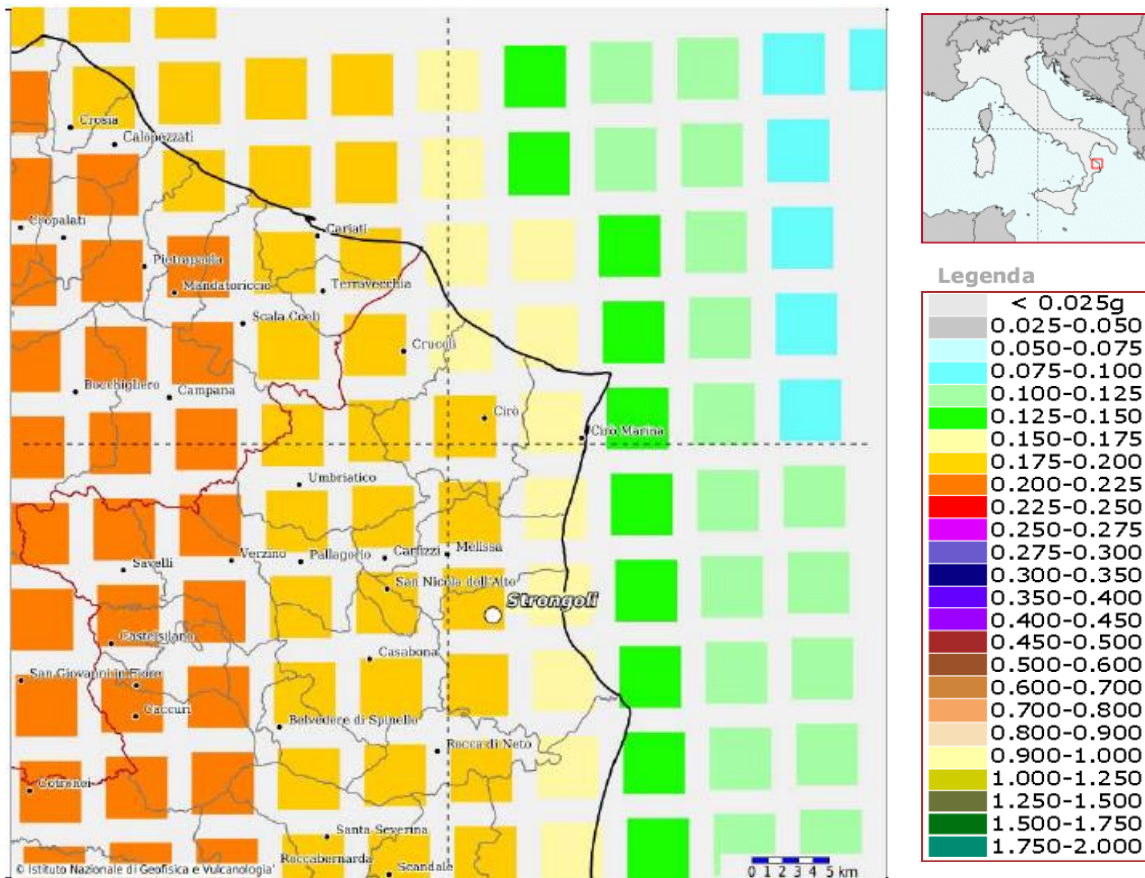 Crosia
Calopezzati
Cropalati
Cariati
Pietrapaola
Mandatoriccio
Terravecchia
Scala Coeli
Crucoli
Bocchigliero
Campana
Cirò
Cirò Marina
Umbriatico
Savelli
Verzino
Pallagorio
Carfizzi
Melissa
San Nicola dell'Alto
Strongoli
Castelsilano
Casabona
San Giovanni in Fiore
Caccuri
Belvedere di Spinello
Rocca di Neto
Cotronei
Santa Severina
Roccabernarda
Scandale
© Istituto Nazionale di Geofisica e Vulcanologia'
0 1 2 3 4 5 km
Legenda
< 0.025g
0.025-0.050
0.050-0.075
0.075-0.100
0.100-0.125
0.125-0.150
0.150-0.175
0.175-0.200
0.200-0.225
0.225-0.250
0.250-0.275
0.275-0.300
0.300-0.350
0.350-0.400
0.400-0.450
0.450-0.500
0.500-0.600
0.600-0.700
0.700-0.800
0.800-0.900
0.900-1.000
1.000-1.250
1.250-1.500
1.500-1.750
1.750-2.000